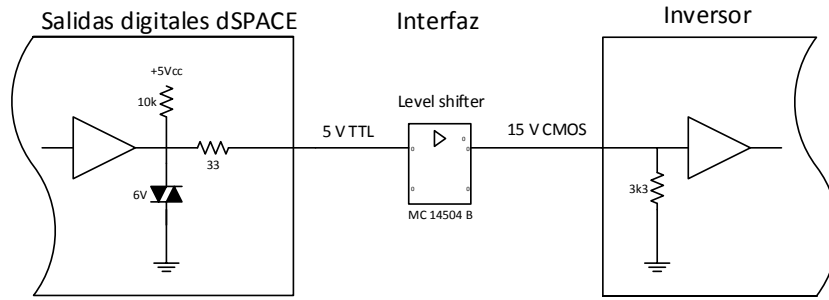 Salidas digitales dSPACE
Interfaz
Inversor
+5Vcc
10k
33
6V
5 V TTL
Level shifter
MC 14504 B
15 V CMOS
3k3